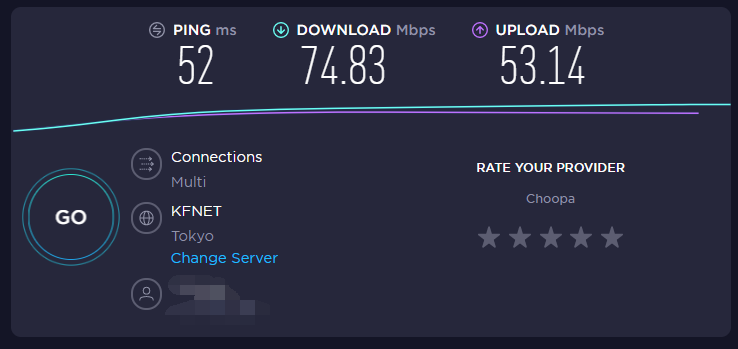 PING ms
52
DOWNLOAD Mbps
74.83
UPLOAD Mbps
53.14
GO
Connections
Multi
KFNET
Tokyo
Change Server
RATE YOUR PROVIDER
Choopa